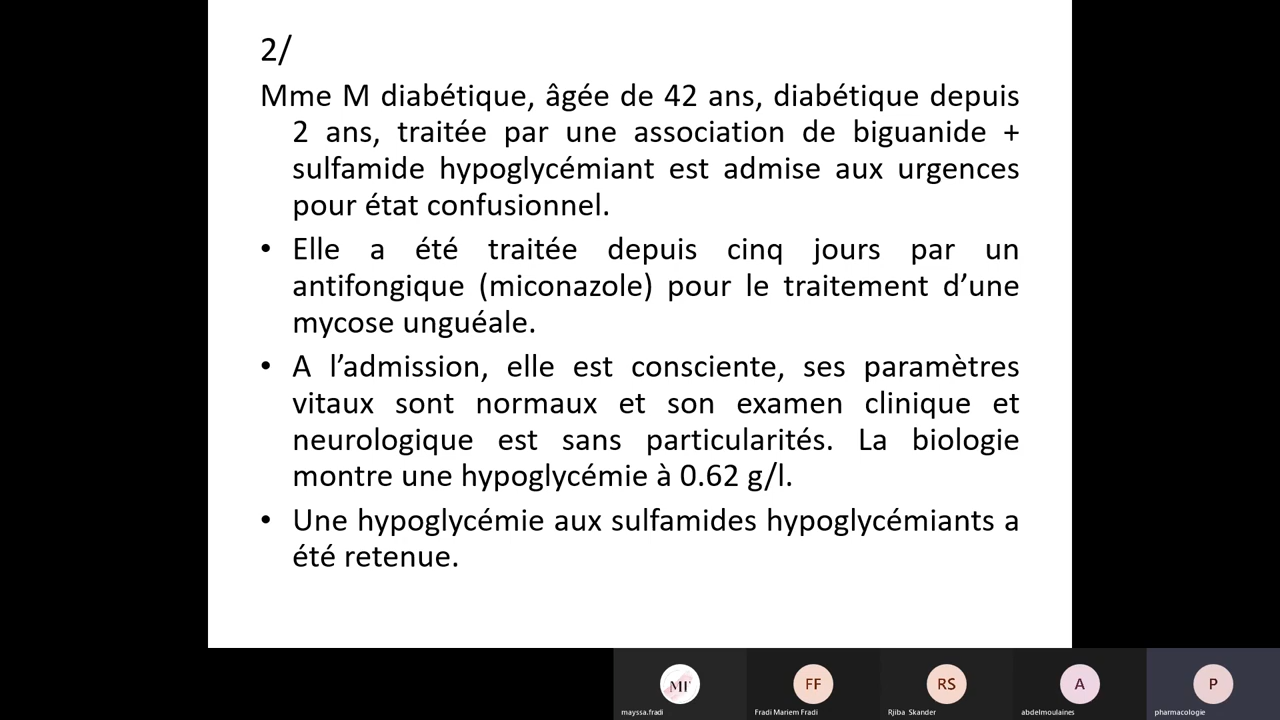 2/
Mme M diabétique, âgée de 42 ans, diabétique depuis
2 ans, traitée par une association de biguanide +
sulfamide hypoglycémiant est admise aux urgences
pour état confusionnel.
• Elle a été traitée depuis cinq jours par un
antifongique (miconazole) pour le traitement d’une
mycose unguéale.
• A l’admission, elle est consciente, ses paramètres
vitaux sont normaux et son examen clinique et
neurologique est sans particularités. La biologie
montre une hypoglycémie à 0.62 g/l.
• Une hypoglycémie aux sulfamides hypoglycémiants a
été retenue.
MF FF RS A P
mayssa.fradi Fradi Mariem Fradi Rjiba Skander abdelmoulaines pharmacologie